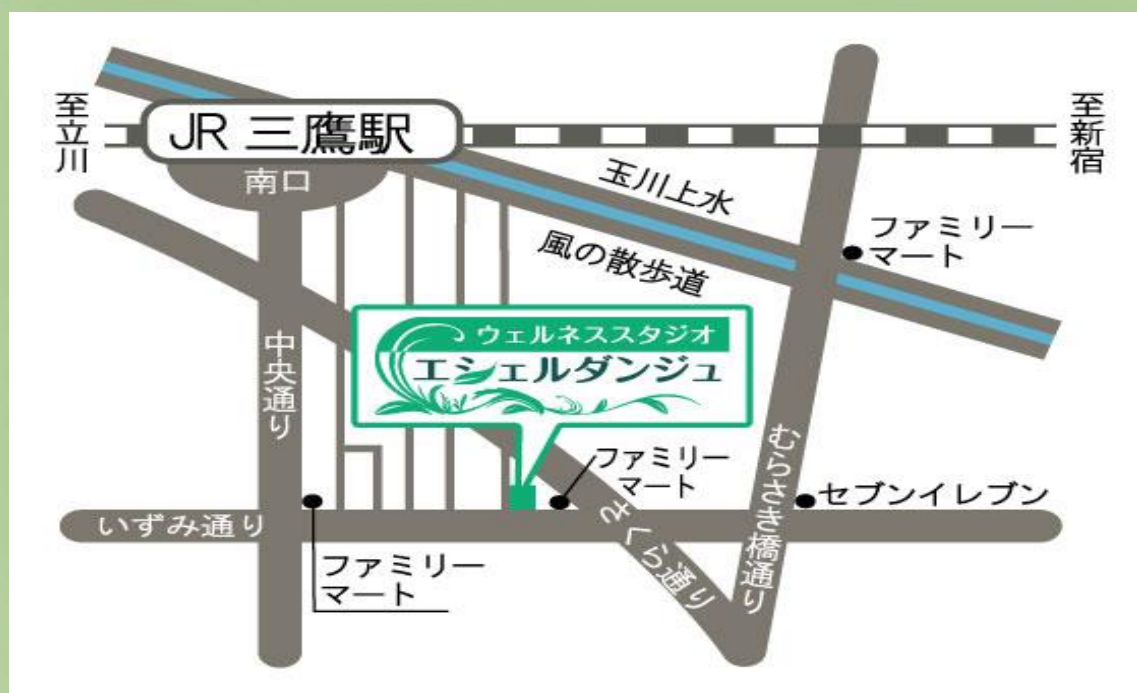 至立川
JR 三鷹駅
南口
至新宿
玉川上水
風の散歩道
ファミリー
マート
ウェルネススタジオ
エシェルダンジュ
中央通り
ファミリー
マート
むらさき橋通り
セブンイレブン
いずみ通り
さくら通り
ファミリー
マート